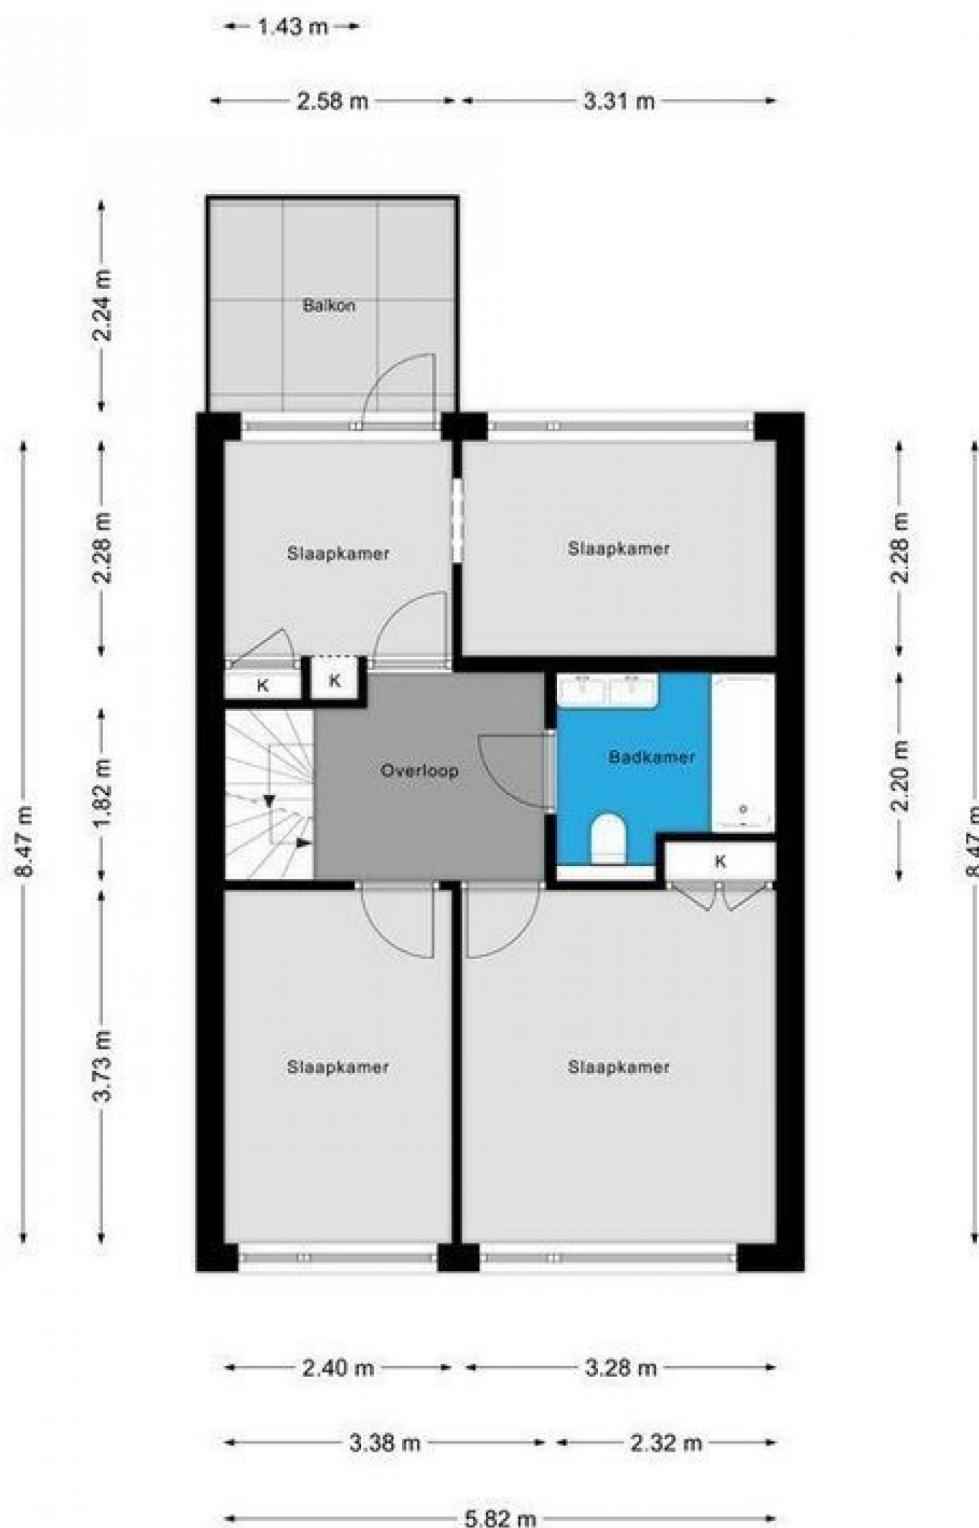 1.43 m
2.58 m
3.31 m
Balkon
2.24 m
2.28 m
Slaapkamer
Slaapkamer
2.28 m
K
K
Overloop
Badkamer
1.82 m
2.20 m
8.47 m
8.47 m
K
3.73 m
Slaapkamer
Slaapkamer
2.40 m
3.28 m
3.38 m
2.32 m
5.82 m